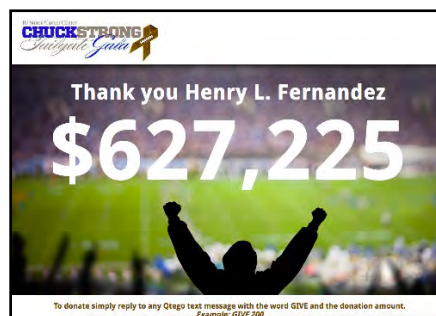 CHUCKSTRONG
Tailgate Gala
Thank you Henry L. Fernandez
$627,225
To donate simply reply to any Qtego text message with the word GIVE and the donation amount.
Example: GIVE 200